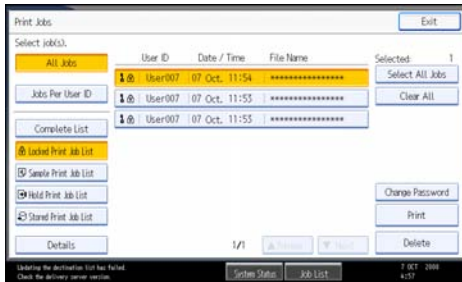 Print Jobs
Exit
Select job(s).
User ID Date / Time File Name
Selected: 1
All Jobs
User007 07 Oct. 11:54 ****************
Select All Jobs
Jobs Per User ID
User007 07 Oct. 11:53 ****************
Clear All
User007 07 Oct. 11:53 ****************
Complete List
Locked Print Job List
Sample Print Job List
Hold Print Job List
Change Password
Stored Print Job List
Print
Details
1/1
Next
Delete
Updating the destination list has failed.
Check the delivery server version.
System Status
Job List
7 OCT 2008
4:57